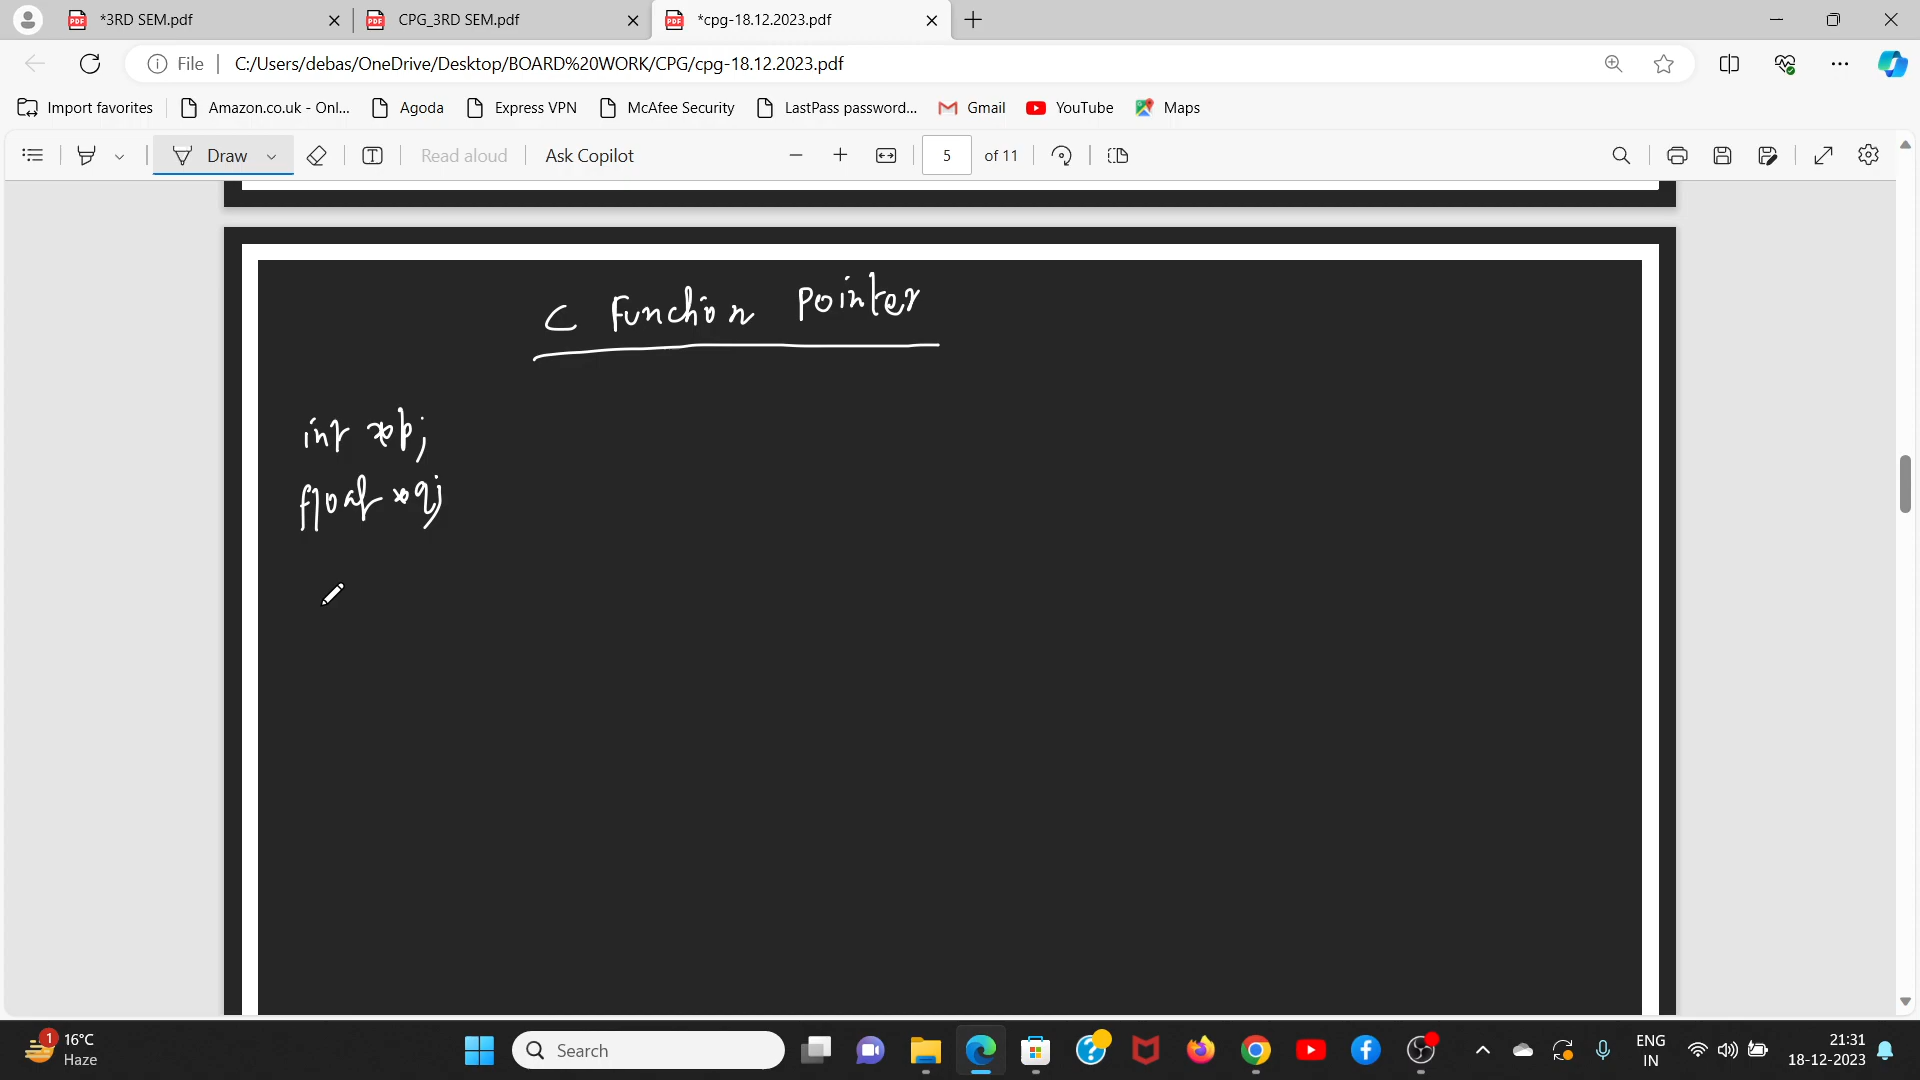 *3RD SEM.pdf
CPG_3RD SEM.pdf
*cpg-18.12.2023.pdf
File
C:/Users/debas/OneDrive/Desktop/BOARD%20WORK/CPG/cpg-18.12.2023.pdf
Import favorites
Amazon.co.uk - Onl...
Agoda
Express VPN
McAfee Security
LastPass password...
Gmail
YouTube
Maps
Draw
Read aloud
Ask Copilot
5 of 11
C Function Pointer
int *p;
float *q;
1
16°C
Haze
Search
ENG
IN
21:31
18-12-2023